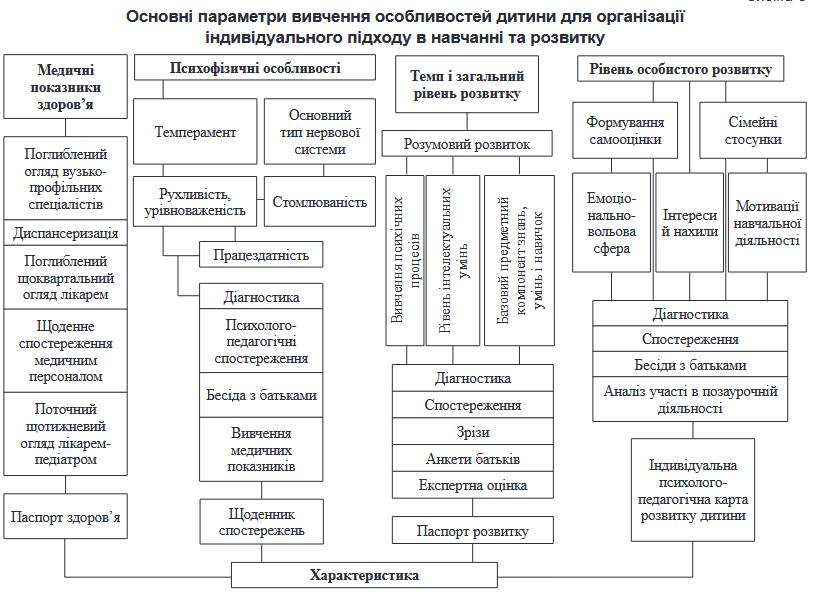 Основні параметри вивчення особливостей дитини для організації
індивідуального підходу в навчанні та розвитку
Медичні
показники
здоров’я
Поглиблений
огляд вузько-
профільних
спеціалістів
Диспансеризація
Поглиблений
щоквартальний
огляд лікарем
Щоденне
спостереження
медичним
персоналом
Поточний
щотижневий
огляд лікарем-
педіатром
Паспорт здоров’я
Психофізичні особливості
Темперамент
Основний
тип нервової
системи
Рухливість,
урівноваженість
Стомлюваність
Працездатність
Діагностика
Психолого-
педагогічні
спостереження
Бесіда з батьками
Вивчення
медичних
показників
Щоденник
спостережень
Темп і загальний
рівень розвитку
Розумовий розвиток
Вивчення психічних
процесів
Рівень інтелектуальних
умінь
Базовий предметний
компонент знань,
умінь і навичок
Діагностика
Спостереження
Зрізи
Анкети батьків
Експертна оцінка
Паспорт розвитку
Рівень особистого розвитку
Формування
самооцінки
Сімейні
стосунки
Емоціо-
нально-
вольова
сфера
Інтереси
й нахили
Мотивації
навчальної
діяльності
Діагностика
Спостереження
Бесіди з батьками
Аналіз участі в позаурочній
діяльності
Індивідуальна
психолого-
педагогічна карта
розвитку дитини
Характеристика